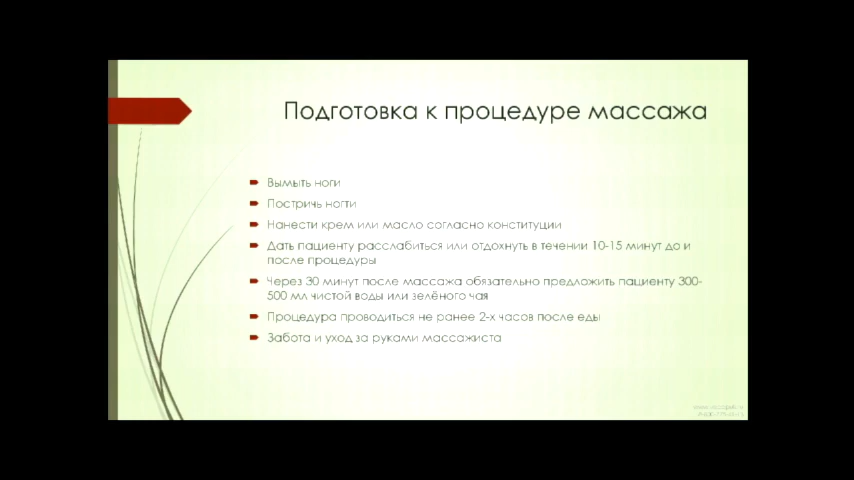 Подготовка к процедуре массажа
Вымыть ноги
Постричь ногти
Нанести крем или масло согласно конституции
Дать пациенту расслабиться или отдохнуть в течении 10-15 минут до и
после процедуры
Через 30 минут после массажа обязательно предложить пациенту 300-
500 мл чистой воды или зелёного чая
Процедура проводиться не ранее 2-х часов после еды
Забота и уход за руками массажиста